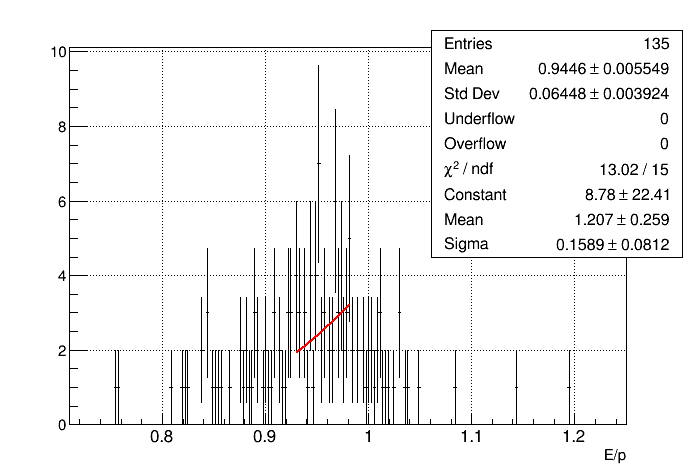 Entries 135
Mean 0.9446 ± 0.005549
Std Dev 0.06448 ± 0.003924
Underflow 0
Overflow 0
χ² / ndf 13.02 / 15
Constant 8.78 ± 22.41
Mean 1.207 ± 0.259
Sigma 0.1589 ± 0.0812
10
8
6
4
2
0
0.8 0.9 1 1.1 1.2
E/p